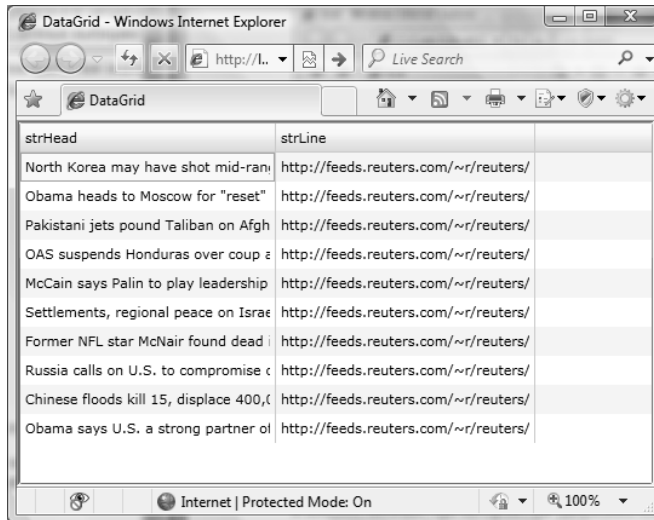 DataGrid - Windows Internet Explorer
http://l.. Live Search
DataGrid
strHead strLine
North Korea may have shot mid-ran http://feeds.reuters.com/~r/reuters/
Obama heads to Moscow for "reset" http://feeds.reuters.com/~r/reuters/
Pakistani jets pound Taliban on Afgh http://feeds.reuters.com/~r/reuters/
OAS suspends Honduras over coup a http://feeds.reuters.com/~r/reuters/
McCain says Palin to play leadership http://feeds.reuters.com/~r/reuters/
Settlements, regional peace on Israe http://feeds.reuters.com/~r/reuters/
Former NFL star McNair found dead i http://feeds.reuters.com/~r/reuters/
Russia calls on U.S. to compromise http://feeds.reuters.com/~r/reuters/
Chinese floods kill 15, displace 400, http://feeds.reuters.com/~r/reuters/
Obama says U.S. a strong partner of http://feeds.reuters.com/~r/reuters/
Internet | Protected Mode: On 100%